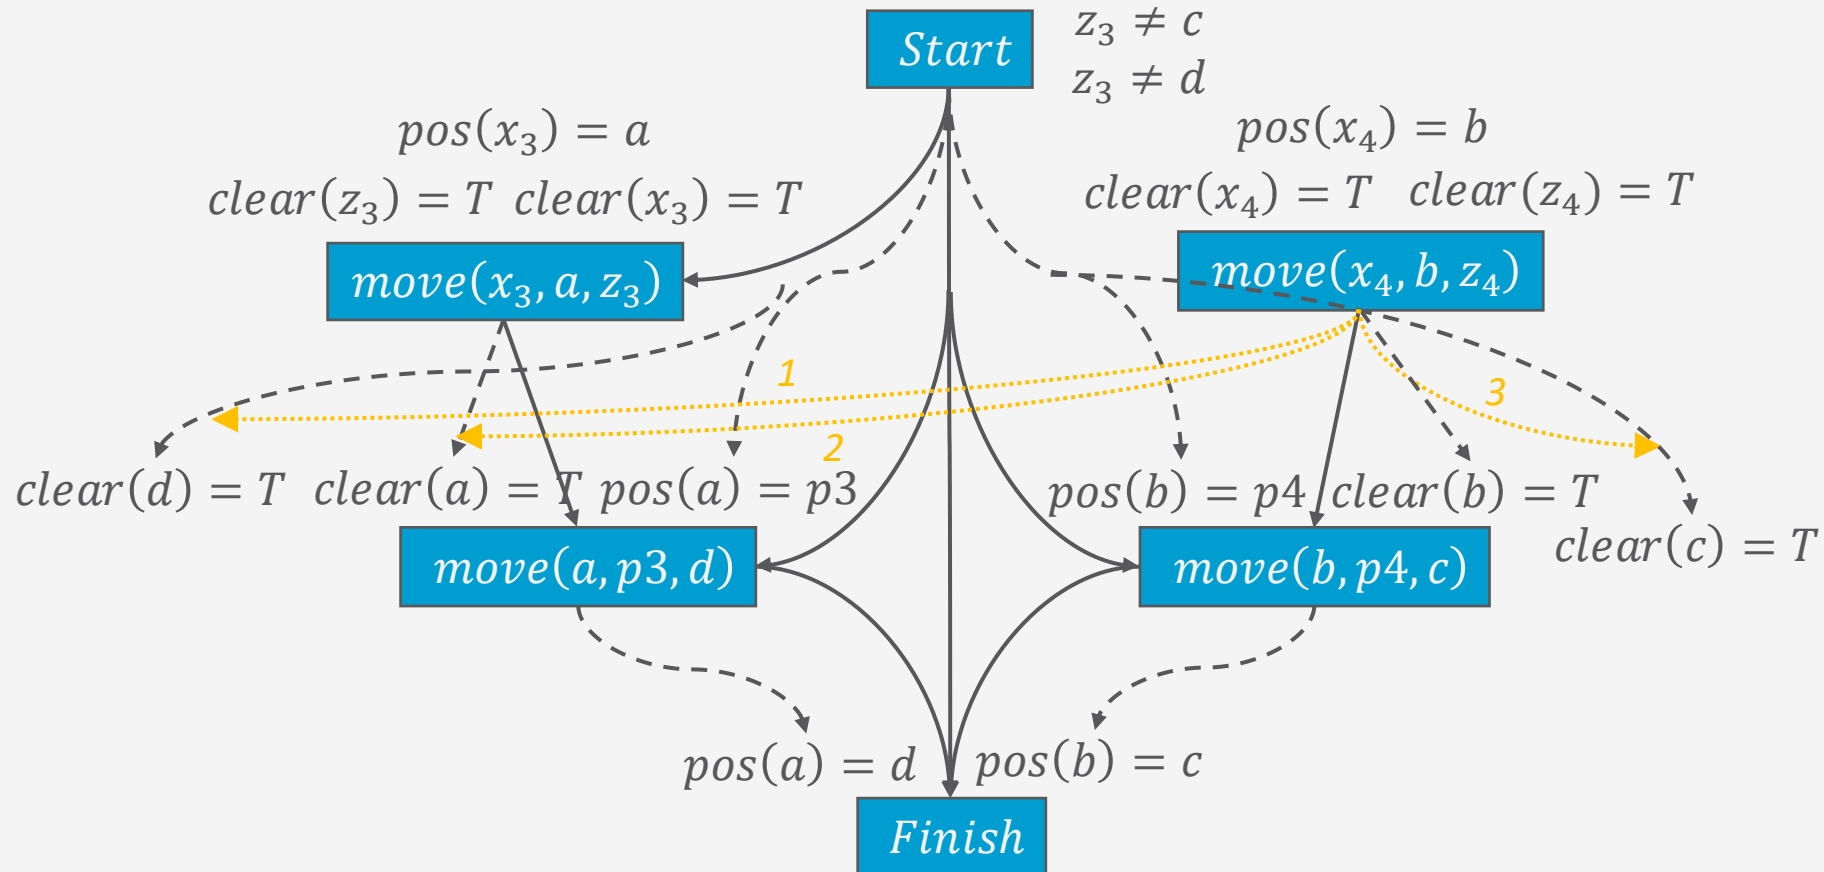 Start
z₃ ≠ c
z₃ ≠ d
pos(x₃) = a
pos(x₄) = b
clear(z₃) = T clear(x₃) = T
clear(x₄) = T clear(z₄) = T
move(x₃, a, z₃)
move(x₄, b, z₄)
1
3
2
clear(d) = T clear(a) = T pos(a) = p3
pos(b) = p4 clear(b) = T
clear(c) = T
move(a, p3, d)
move(b, p4, c)
pos(a) = d
pos(b) = c
Finish